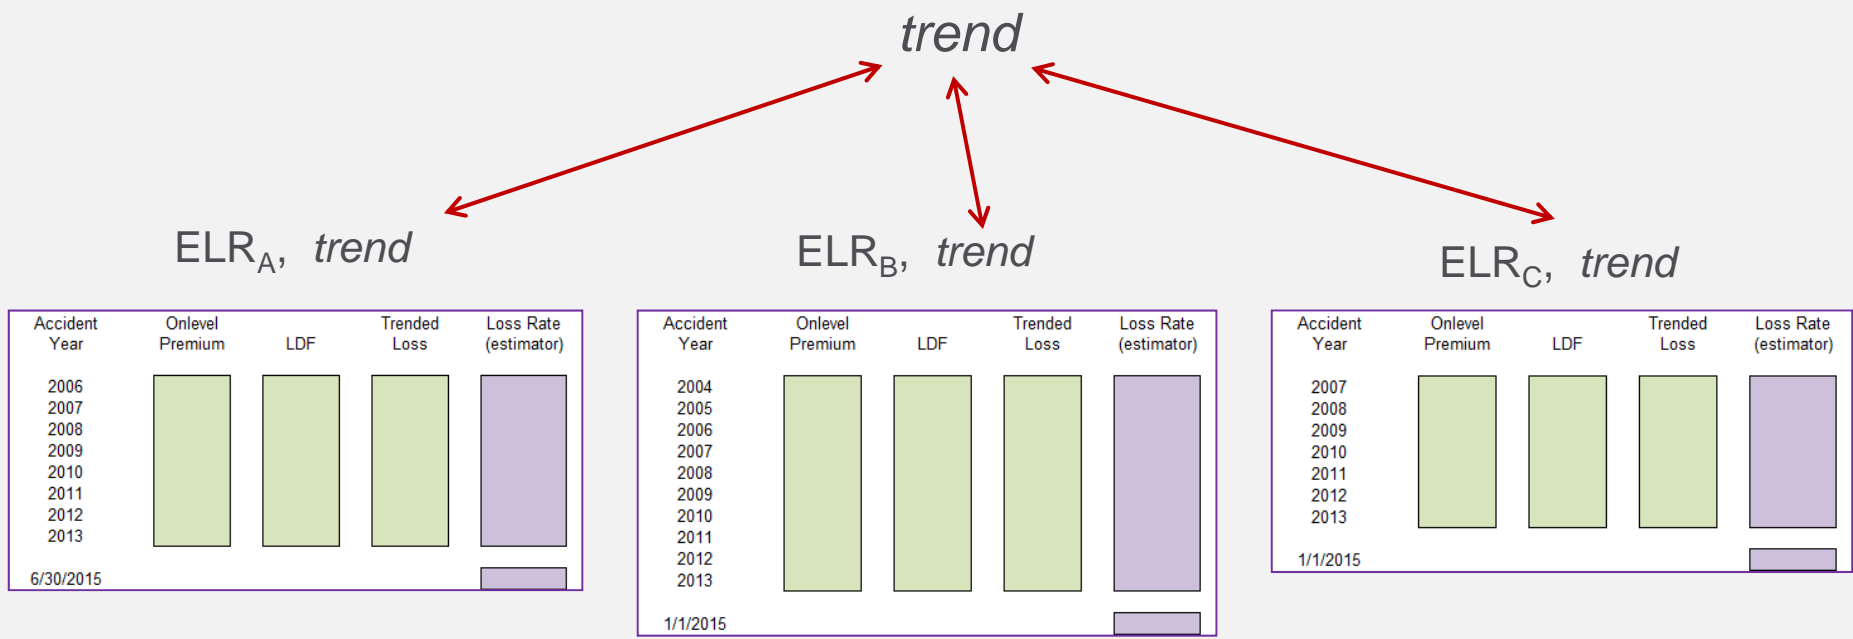 trend
ELR_A, trend
ELR_B, trend
ELR_C, trend
Accident Onlevel Trended Loss Rate
Year Premium LDF Loss (estimator)
2006
2007
2008
2009
2010
2011
2012
2013
6/30/2015
Accident Onlevel Trended Loss Rate
Year Premium LDF Loss (estimator)
2004
2005
2006
2007
2008
2009
2010
2011
2012
2013
1/1/2015
Accident Onlevel Trended Loss Rate
Year Premium LDF Loss (estimator)
2007
2008
2009
2010
2011
2012
2013
1/1/2015